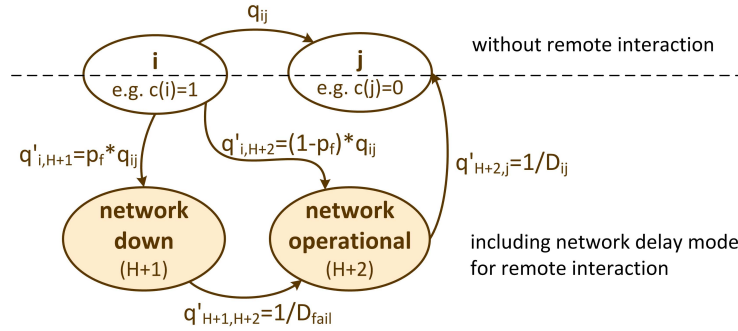 q_ij
i
j
without remote interaction
e.g. c(i)=1
e.g. c(j)=0
q'_i,H+1=p_f*q_ij
q'_i,H+2=(1-p_f)*q_ij
q'_H+2,j=1/D_ij
network
down
(H+1)
network
operational
(H+2)
including network delay mode
for remote interaction
q'_H+1,H+2=1/D_fail